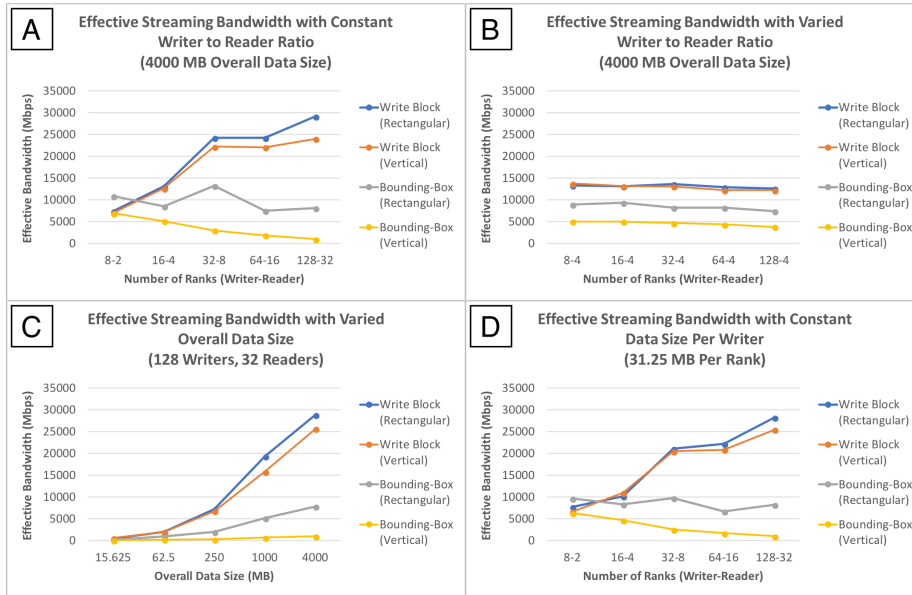 A
Effective Streaming Bandwidth with Constant
Writer to Reader Ratio
(4000 MB Overall Data Size)
Effective Bandwidth (Mbps)
35000
30000
25000
20000
15000
10000
5000
0
8-2 16-4 32-8 64-16 128-32
Number of Ranks (Writer-Reader)
Write Block
(Rectangular)
Write Block
(Vertical)
Bounding-Box
(Rectangular)
Bounding-Box
(Vertical)
B
Effective Streaming Bandwidth with Varied
Writer to Reader Ratio
(4000 MB Overall Data Size)
Effective Bandwidth (Mbps)
35000
30000
25000
20000
15000
10000
5000
0
8-4 16-4 32-4 64-4 128-4
Number of Ranks (Writer-Reader)
Write Block
(Rectangular)
Write Block
(Vertical)
Bounding-Box
(Rectangular)
Bounding-Box
(Vertical)
C
Effective Streaming Bandwidth with Varied
Overall Data Size
(128 Writers, 32 Readers)
Effective Bandwidth (Mbps)
35000
30000
25000
20000
15000
10000
5000
0
15.625 62.5 250 1000 4000
Overall Data Size (MB)
Write Block
(Rectangular)
Write Block
(Vertical)
Bounding-Box
(Rectangular)
Bounding-Box
(Vertical)
D
Effective Streaming Bandwidth with Constant
Data Size Per Writer
(31.25 MB Per Rank)
Effective Bandwidth (Mbps)
35000
30000
25000
20000
15000
10000
5000
0
8-2 16-4 32-8 64-16 128-32
Number of Ranks (Writer-Reader)
Write Block
(Rectangular)
Write Block
(Vertical)
Bounding-Box
(Rectangular)
Bounding-Box
(Vertical)